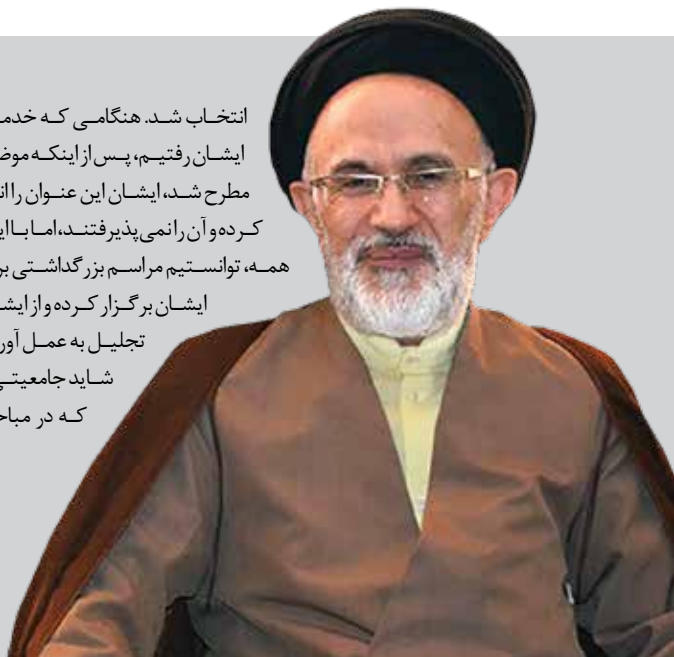 انتخاب شد. هنگامی که خدم
ایشان رفتیم، پس از اینکه موض
مطرح شد، ایشان این عنوان را ان
کرده و آن را نمی‌پذیرفتند، اما با ای
همه، توانستیم مراسم بزرگداشتی بر
ایشان برگزار کرده و از ایش
تجلیل به عمل آور
شاید جامعیتی
که در مباح